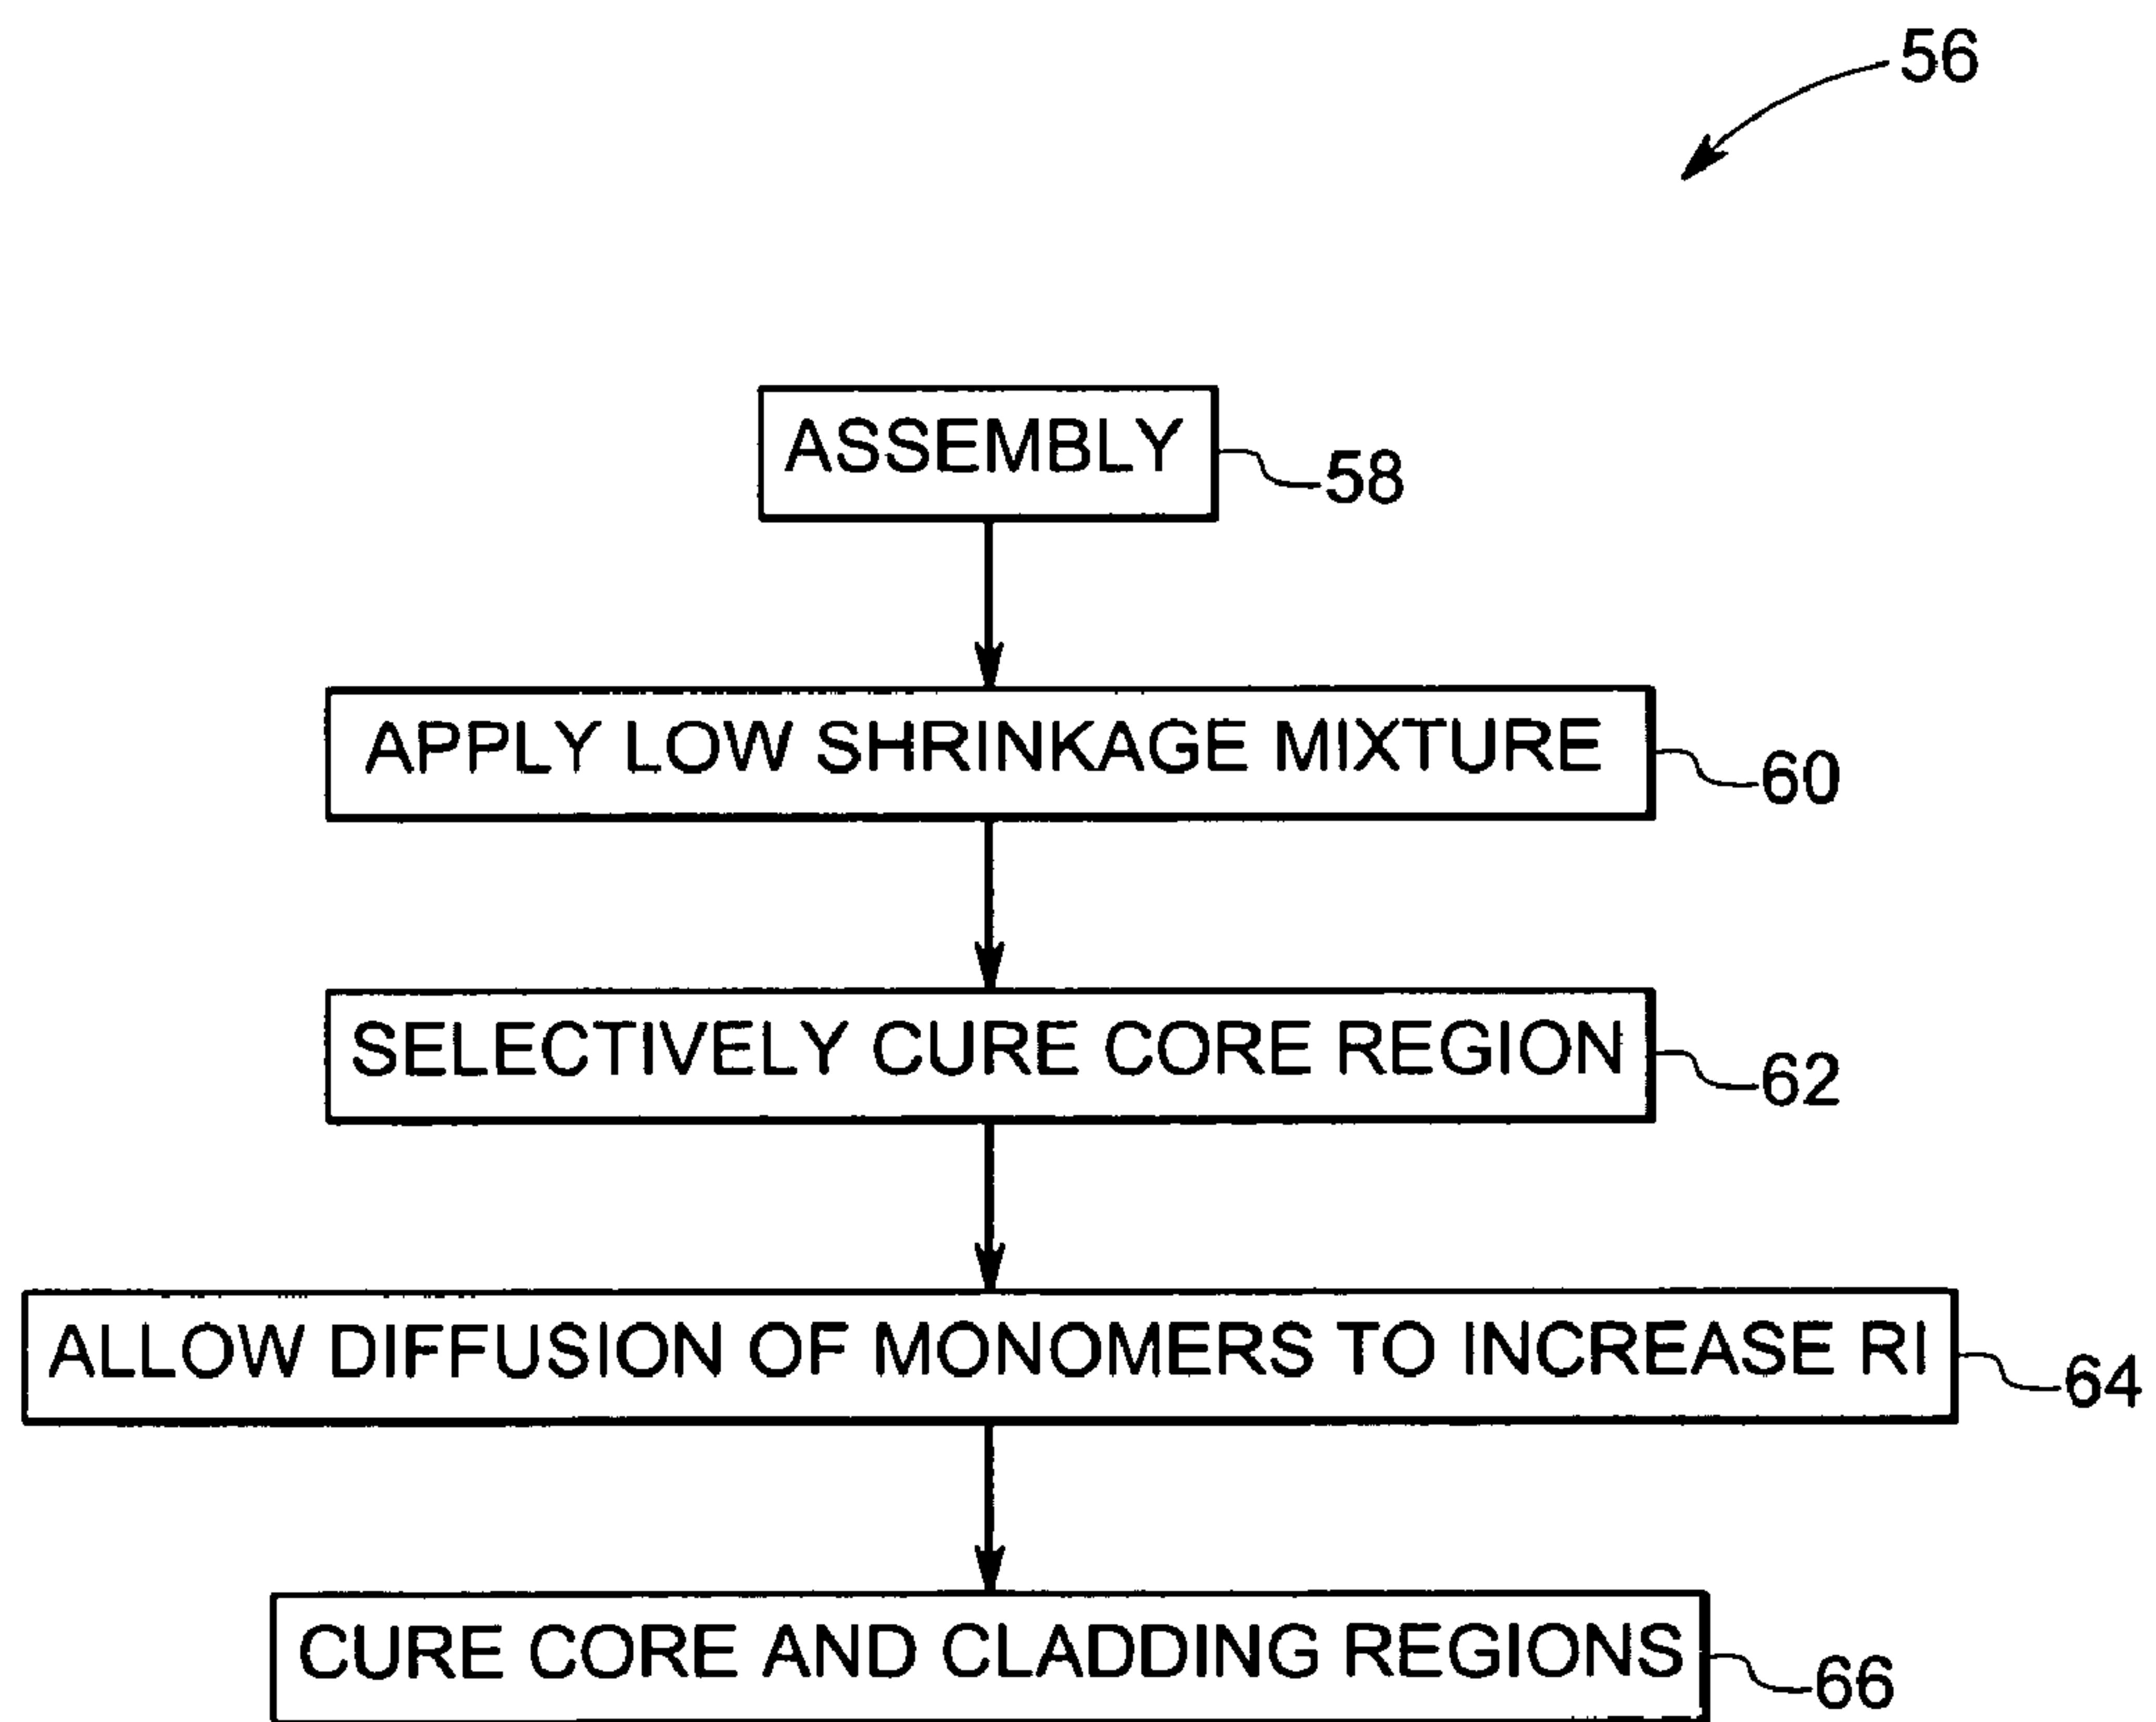 56
ASSEMBLY
58
APPLY LOW SHRINKAGE MIXTURE
60
SELECTIVELY CURE CORE REGION
62
ALLOW DIFFUSION OF MONOMERS TO INCREASE RI
64
CURE CORE AND CLADDING REGIONS
66